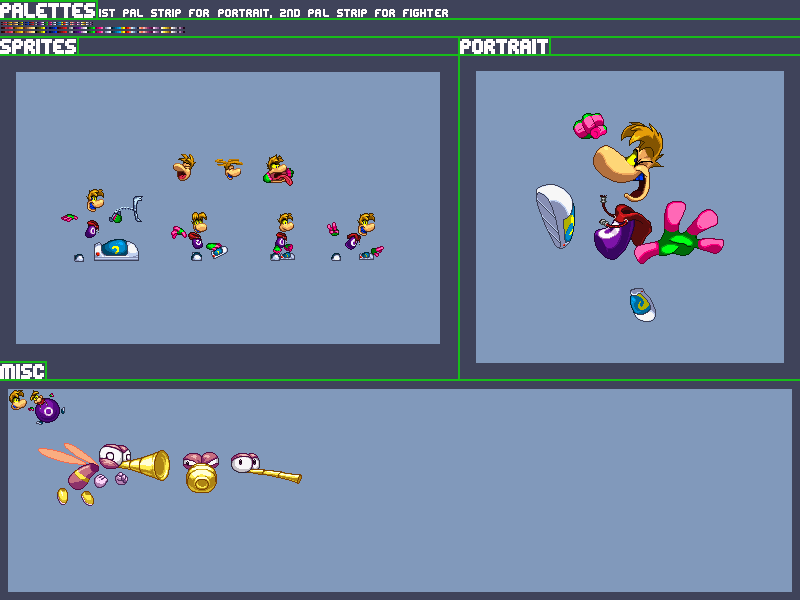 PALETTES 1ST PAL STRIP FOR PORTRAIT, 2ND PAL STRIP FOR FIGHTER
SPRITES
PORTRAIT
MISC